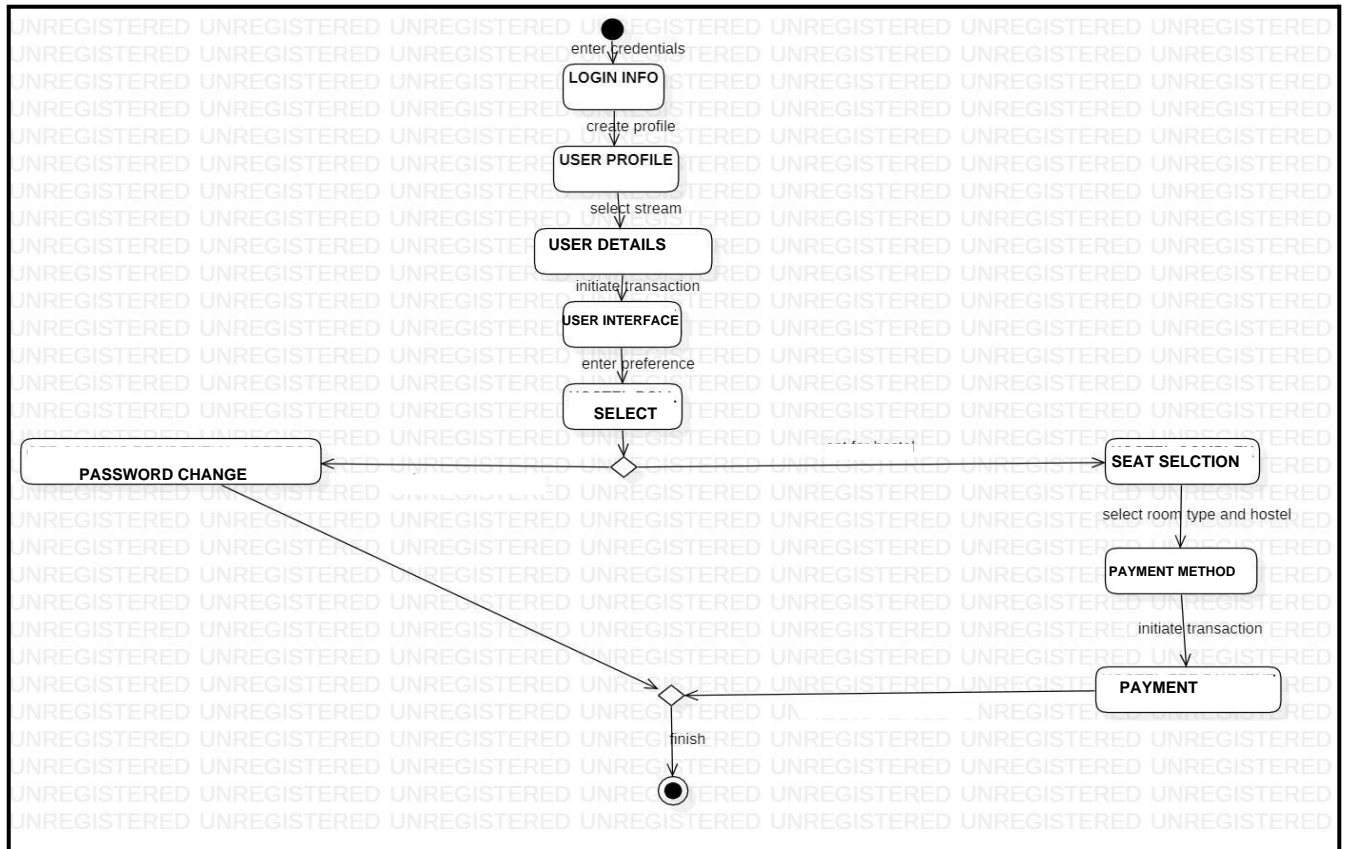 enter credentials
LOGIN INFO
create profile
USER PROFILE
select stream
USER DETAILS
initiate transaction
USER INTERFACE
enter preference
SELECT
PASSWORD CHANGE
SEAT SELCTION
select room type and hostel
PAYMENT METHOD
initiate transaction
PAYMENT
finish
UNREGISTERED